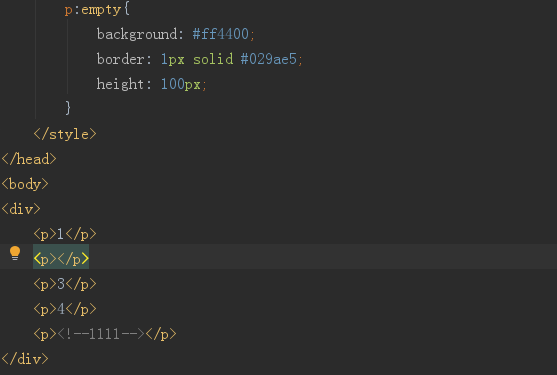 p:empty{
background: #ff4400;
border: 1px solid #029ae5;
height: 100px;
}
</style>
</head>
<body>
<div>
<p>1</p>
<p></p>
<p>3</p>
<p>4</p>
<p><!--1111--></p>
</div>